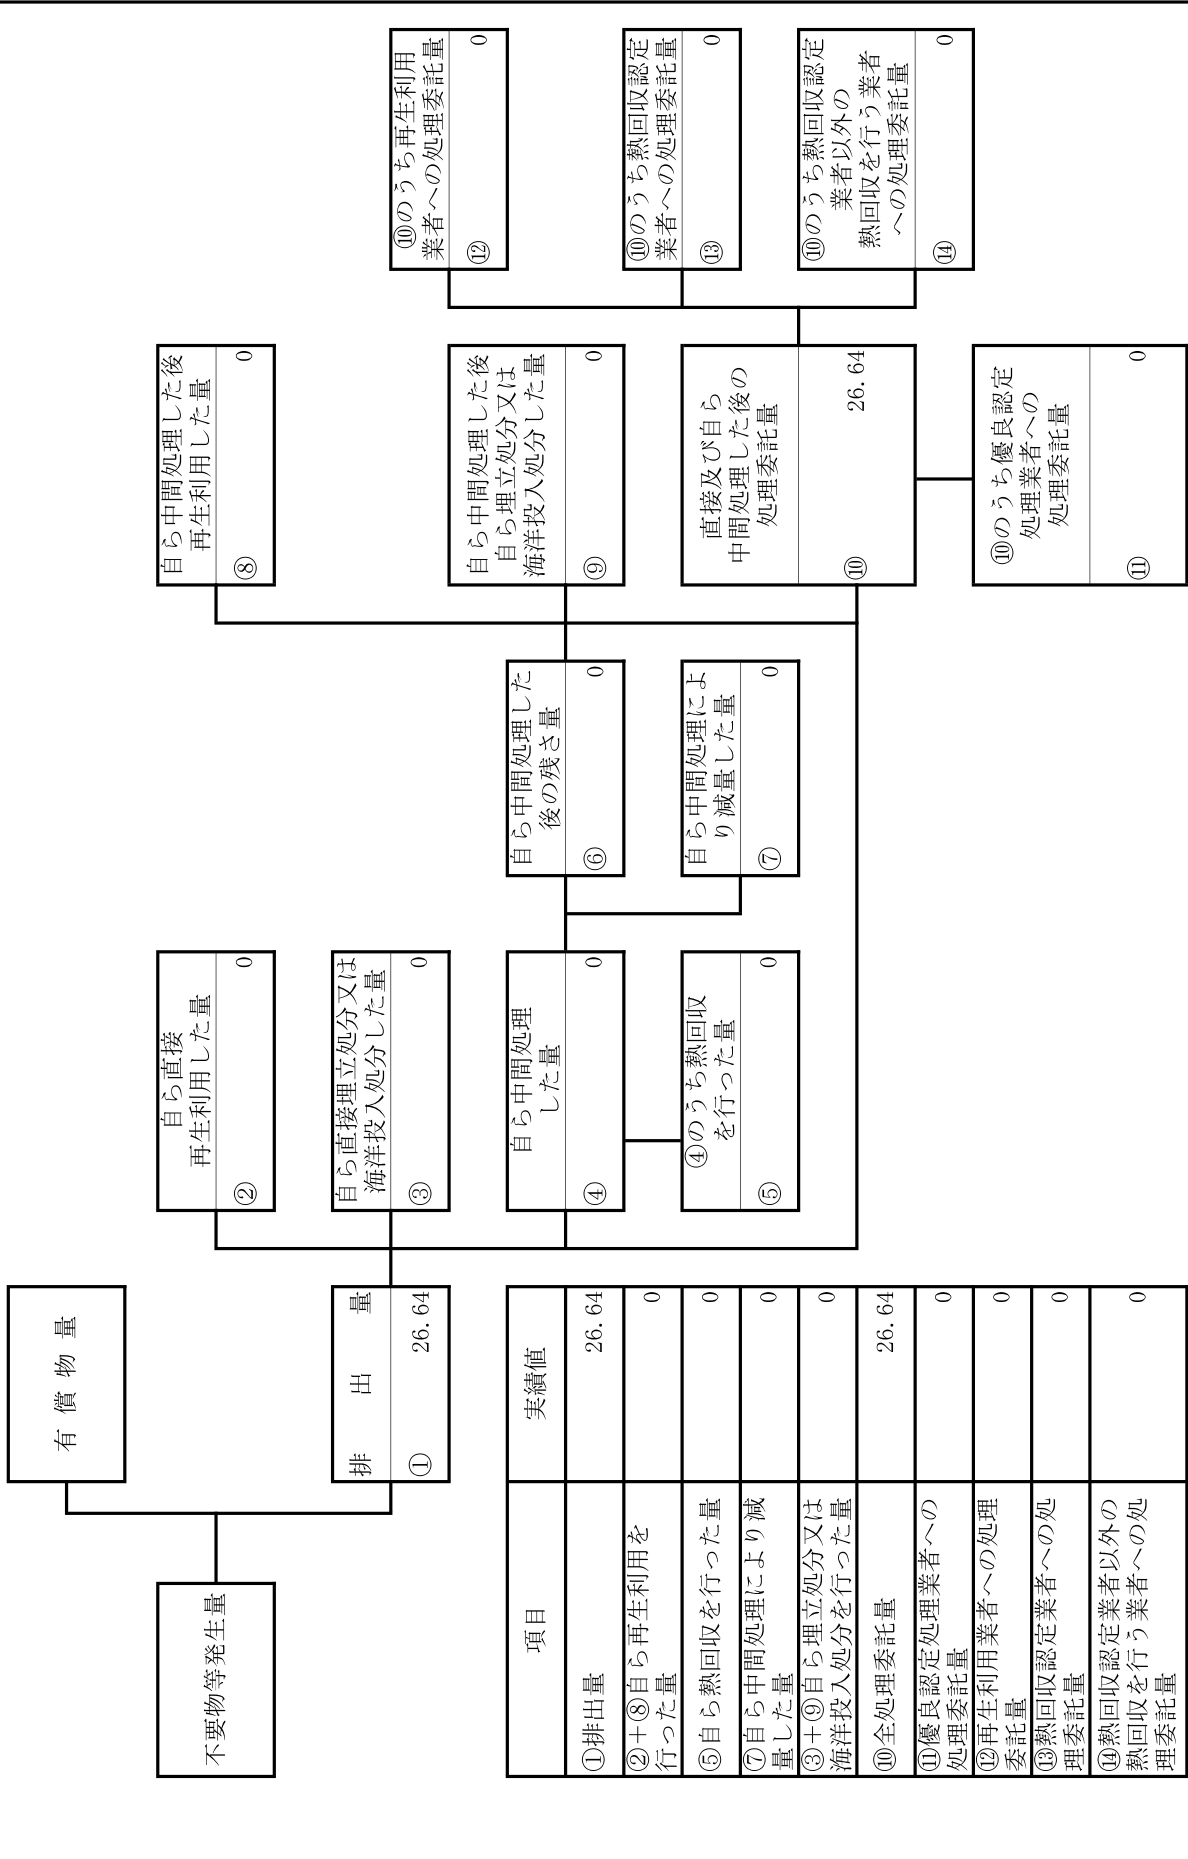 有 償 物 量
不要物等発生量
排 出 量
① 26.64
自ら直接
再生利用した量
② 0
自ら直接埋立処分又は
海洋投入処分した量
③ 0
自ら中間処理
した量
④ 0
④のうち熱回収
を行った量
⑤ 0
自ら中間処理した
後の残さ量
⑥ 0
自ら中間処理によ
り減量した量
⑦ 0
自ら中間処理した後
再生利用した量
⑧ 0
自ら中間処理した後
自ら埋立処分又は
海洋投入処分した量
⑨ 0
直接及び自ら
中間処理した後の
処理委託量
⑩ 26.64
⑩のうち優良認定
処理業者への
処理委託量
⑪ 0
⑩のうち再生利用
業者への処理委託量
⑫ 0
⑩のうち熱回収認定
業者への処理委託量
⑬ 0
⑩のうち熱回収認定
業者以外の
熱回収を行う業者
への処理委託量
⑭ 0
項目 実績値
①排出量 26.64
②＋⑧自ら再生利用を
行った量 0
⑤自ら熱回収を行った量 0
⑦自ら中間処理により減
量した量 0
③＋⑨自ら埋立処分又は
海洋投入処分を行った量 0
⑩全処理委託量 26.64
⑪優良認定処理業者への
処理委託量 0
⑫再生利用業者への処理
委託量 0
⑬熱回収認定業者への処
理委託量 0
⑭熱回収認定業者以外の
熱回収を行う業者への処
理委託量 0